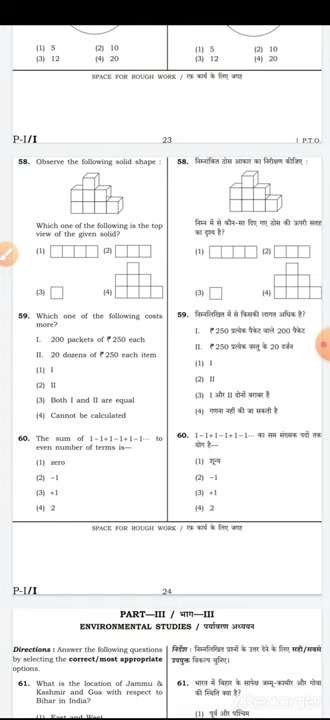 (1) 5 (2) 10
(3) 12 (4) 20
(1) 5 (2) 10
(3) 12 (4) 20
SPACE FOR ROUGH WORK / रफ़ कार्य के लिए जगह
P-I/I
23
[ P.T.O.
58. Observe the following solid shape :
Which one of the following is the top
view of the given solid?
(1) (2)
(3) (4)
59. Which one of the following costs
more?
I. 200 packets of ₹ 250 each
II. 20 dozens of ₹ 250 each item
(1) I
(2) II
(3) Both I and II are equal
(4) Cannot be calculated
60. The sum of 1−1+1−1+1−1⋯ to
even number of terms is—
(1) zero
(2) −1
(3) +1
(4) 2
58. निम्नांकित ठोस आकार का निरीक्षण कीजिए :
निम्न में से कौन-सा दिए गए ठोस की ऊपरी सतह
का दृश्य है?
(1) (2)
(3) (4)
59. निम्नलिखित में से किसकी लागत अधिक है?
I. ₹ 250 प्रत्येक पैकेट वाले 200 पैकेट
II. ₹ 250 प्रत्येक वस्तु के 20 दर्जन
(1) I
(2) II
(3) I और II दोनों बराबर हैं
(4) गणना नहीं की जा सकती है
60. 1−1+1−1+1−1⋯ का सम संख्यक पदों तक
योग है—
(1) शून्य
(2) −1
(3) +1
(4) 2
SPACE FOR ROUGH WORK / रफ़ कार्य के लिए जगह
P-I/I
24
PART—III / भाग—III
ENVIRONMENTAL STUDIES / पर्यावरण अध्ययन
Directions : Answer the following questions
by selecting the correct/most appropriate
options.
61. What is the location of Jammu &
Kashmir and Goa with respect to
Bihar in India?
(1) East and West
निर्देश : निम्नलिखित प्रश्नों के उत्तर देने के लिए सही/सबसे
उपयुक्त विकल्प चुनिए।
61. भारत में बिहार के सापेक्ष जम्मू-कश्मीर और गोवा
की स्थिति क्या है?
(1) पूर्व और पश्चिम